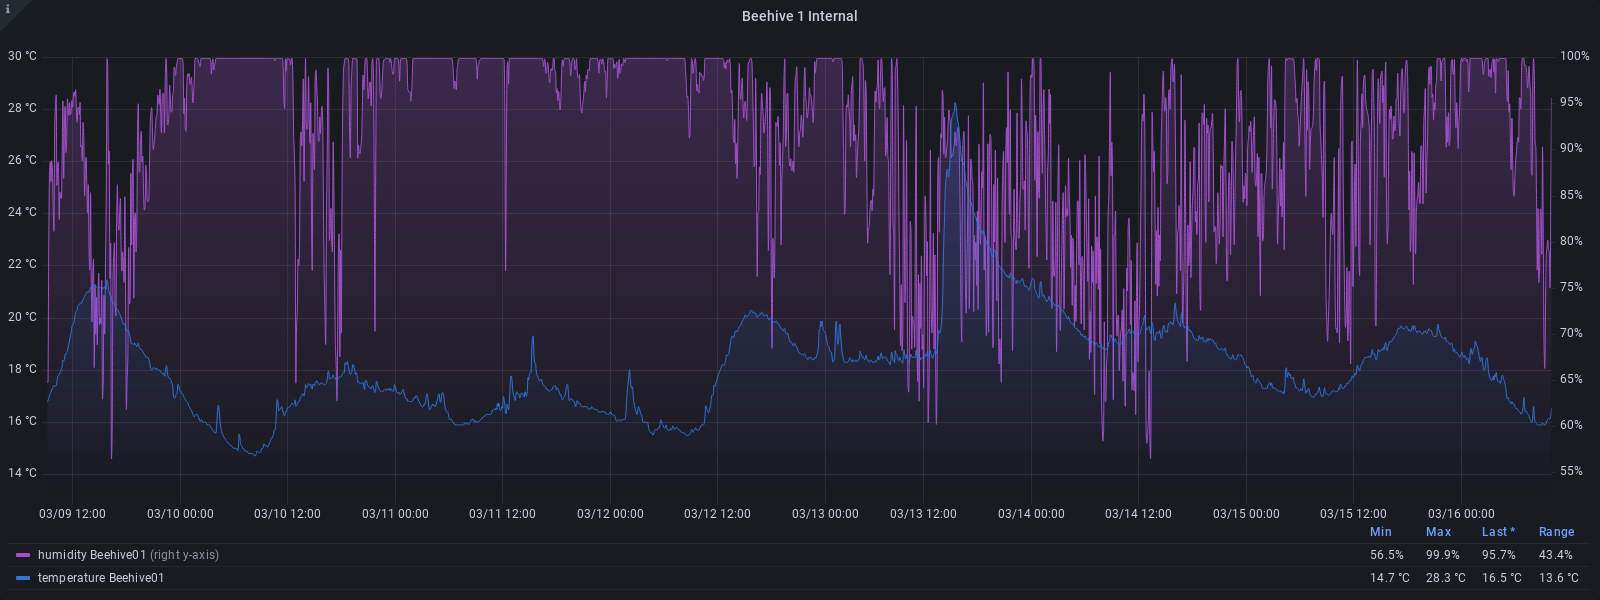 i
Beehive 1 Internal
30 °C 100%
28 °C 95%
26 °C 90%
24 °C 85%
22 °C 80%
20 °C 75%
18 °C 70%
16 °C 65%
14 °C 60%
55%
03/09 12:00 03/10 00:00 03/10 12:00 03/11 00:00 03/11 12:00 03/12 00:00 03/12 12:00 03/13 00:00 03/13 12:00 03/14 00:00 03/14 12:00 03/15 00:00 03/15 12:00 03/16 00:00
Min Max Last * Range
humidity Beehive01 (right y-axis) 56.5% 99.9% 95.7% 43.4%
temperature Beehive01 14.7 °C 28.3 °C 16.5 °C 13.6 °C